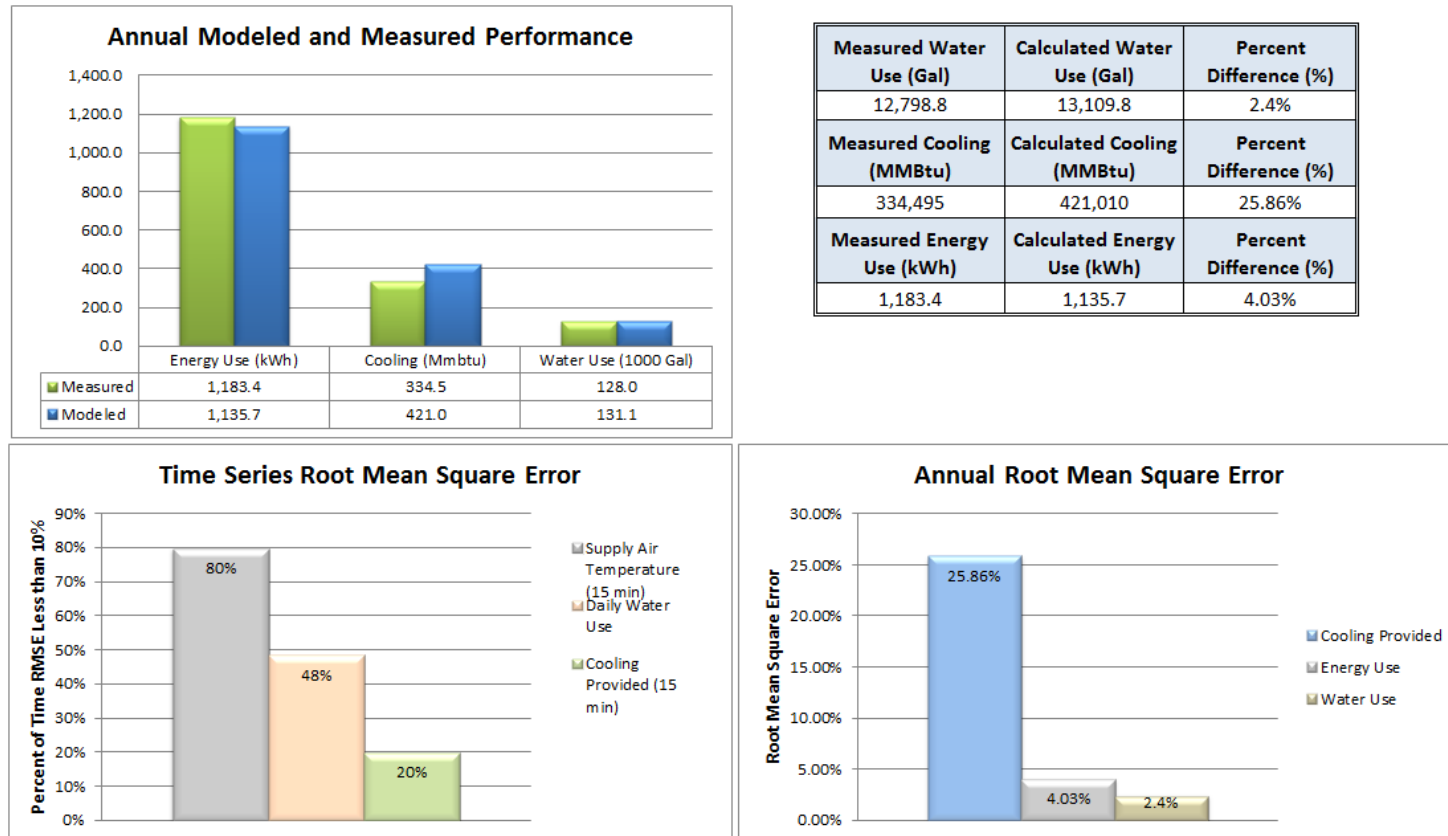 Annual Modeled and Measured Performance
1,400.0
1,200.0
1,000.0
800.0
600.0
400.0
200.0
0.0
Energy Use (kWh) Cooling (Mmbtu) Water Use (1000 Gal)
Measured 1,183.4 334.5 128.0
Modeled 1,135.7 421.0 131.1
Measured Water Calculated Water Percent
Use (Gal) Use (Gal) Difference (%)
12,798.8 13,109.8 2.4%
Measured Cooling Calculated Cooling Percent
(MMBtu) (MMBtu) Difference (%)
334,495 421,010 25.86%
Measured Energy Calculated Energy Percent
Use (kWh) Use (kWh) Difference (%)
1,183.4 1,135.7 4.03%
Time Series Root Mean Square Error
Percent of Time RMSE Less than 10%
90%
80%
70%
60%
50%
40%
30%
20%
10%
0%
80%
48%
20%
Supply Air
Temperature
(15 min)
Daily Water
Use
Cooling
Provided (15
min)
Annual Root Mean Square Error
Root Mean Square Error
30.00%
25.00%
20.00%
15.00%
10.00%
5.00%
0.00%
25.86%
4.03%
2.4%
Cooling Provided
Energy Use
Water Use